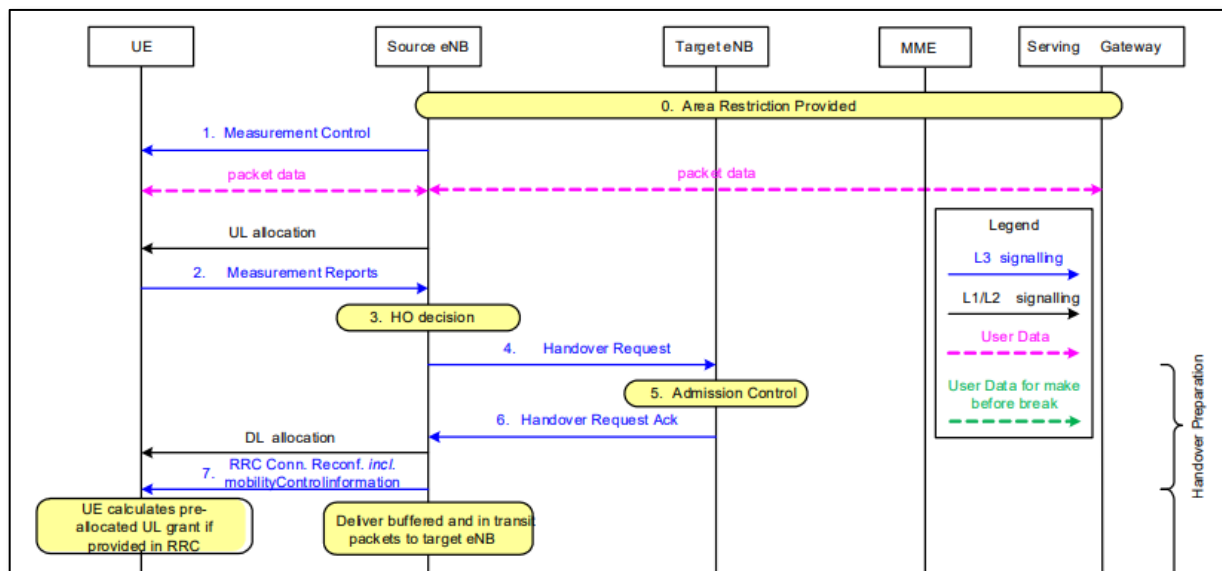 UE
Source eNB
Target eNB
MME
Serving Gateway
0. Area Restriction Provided
1. Measurement Control
packet data
packet data
Legend
UL allocation
L3 signalling
2. Measurement Reports
L1/L2 signalling
3. HO decision
User Data
4. Handover Request
5. Admission Control
User Data for make
before break
6. Handover Request Ack
DL allocation
7. RRC Conn. Reconf. incl.
mobilityControlinformation
Handover Preparation
UE calculates pre-
allocated UL grant if
provided in RRC
Deliver buffered and in transit
packets to target eNB